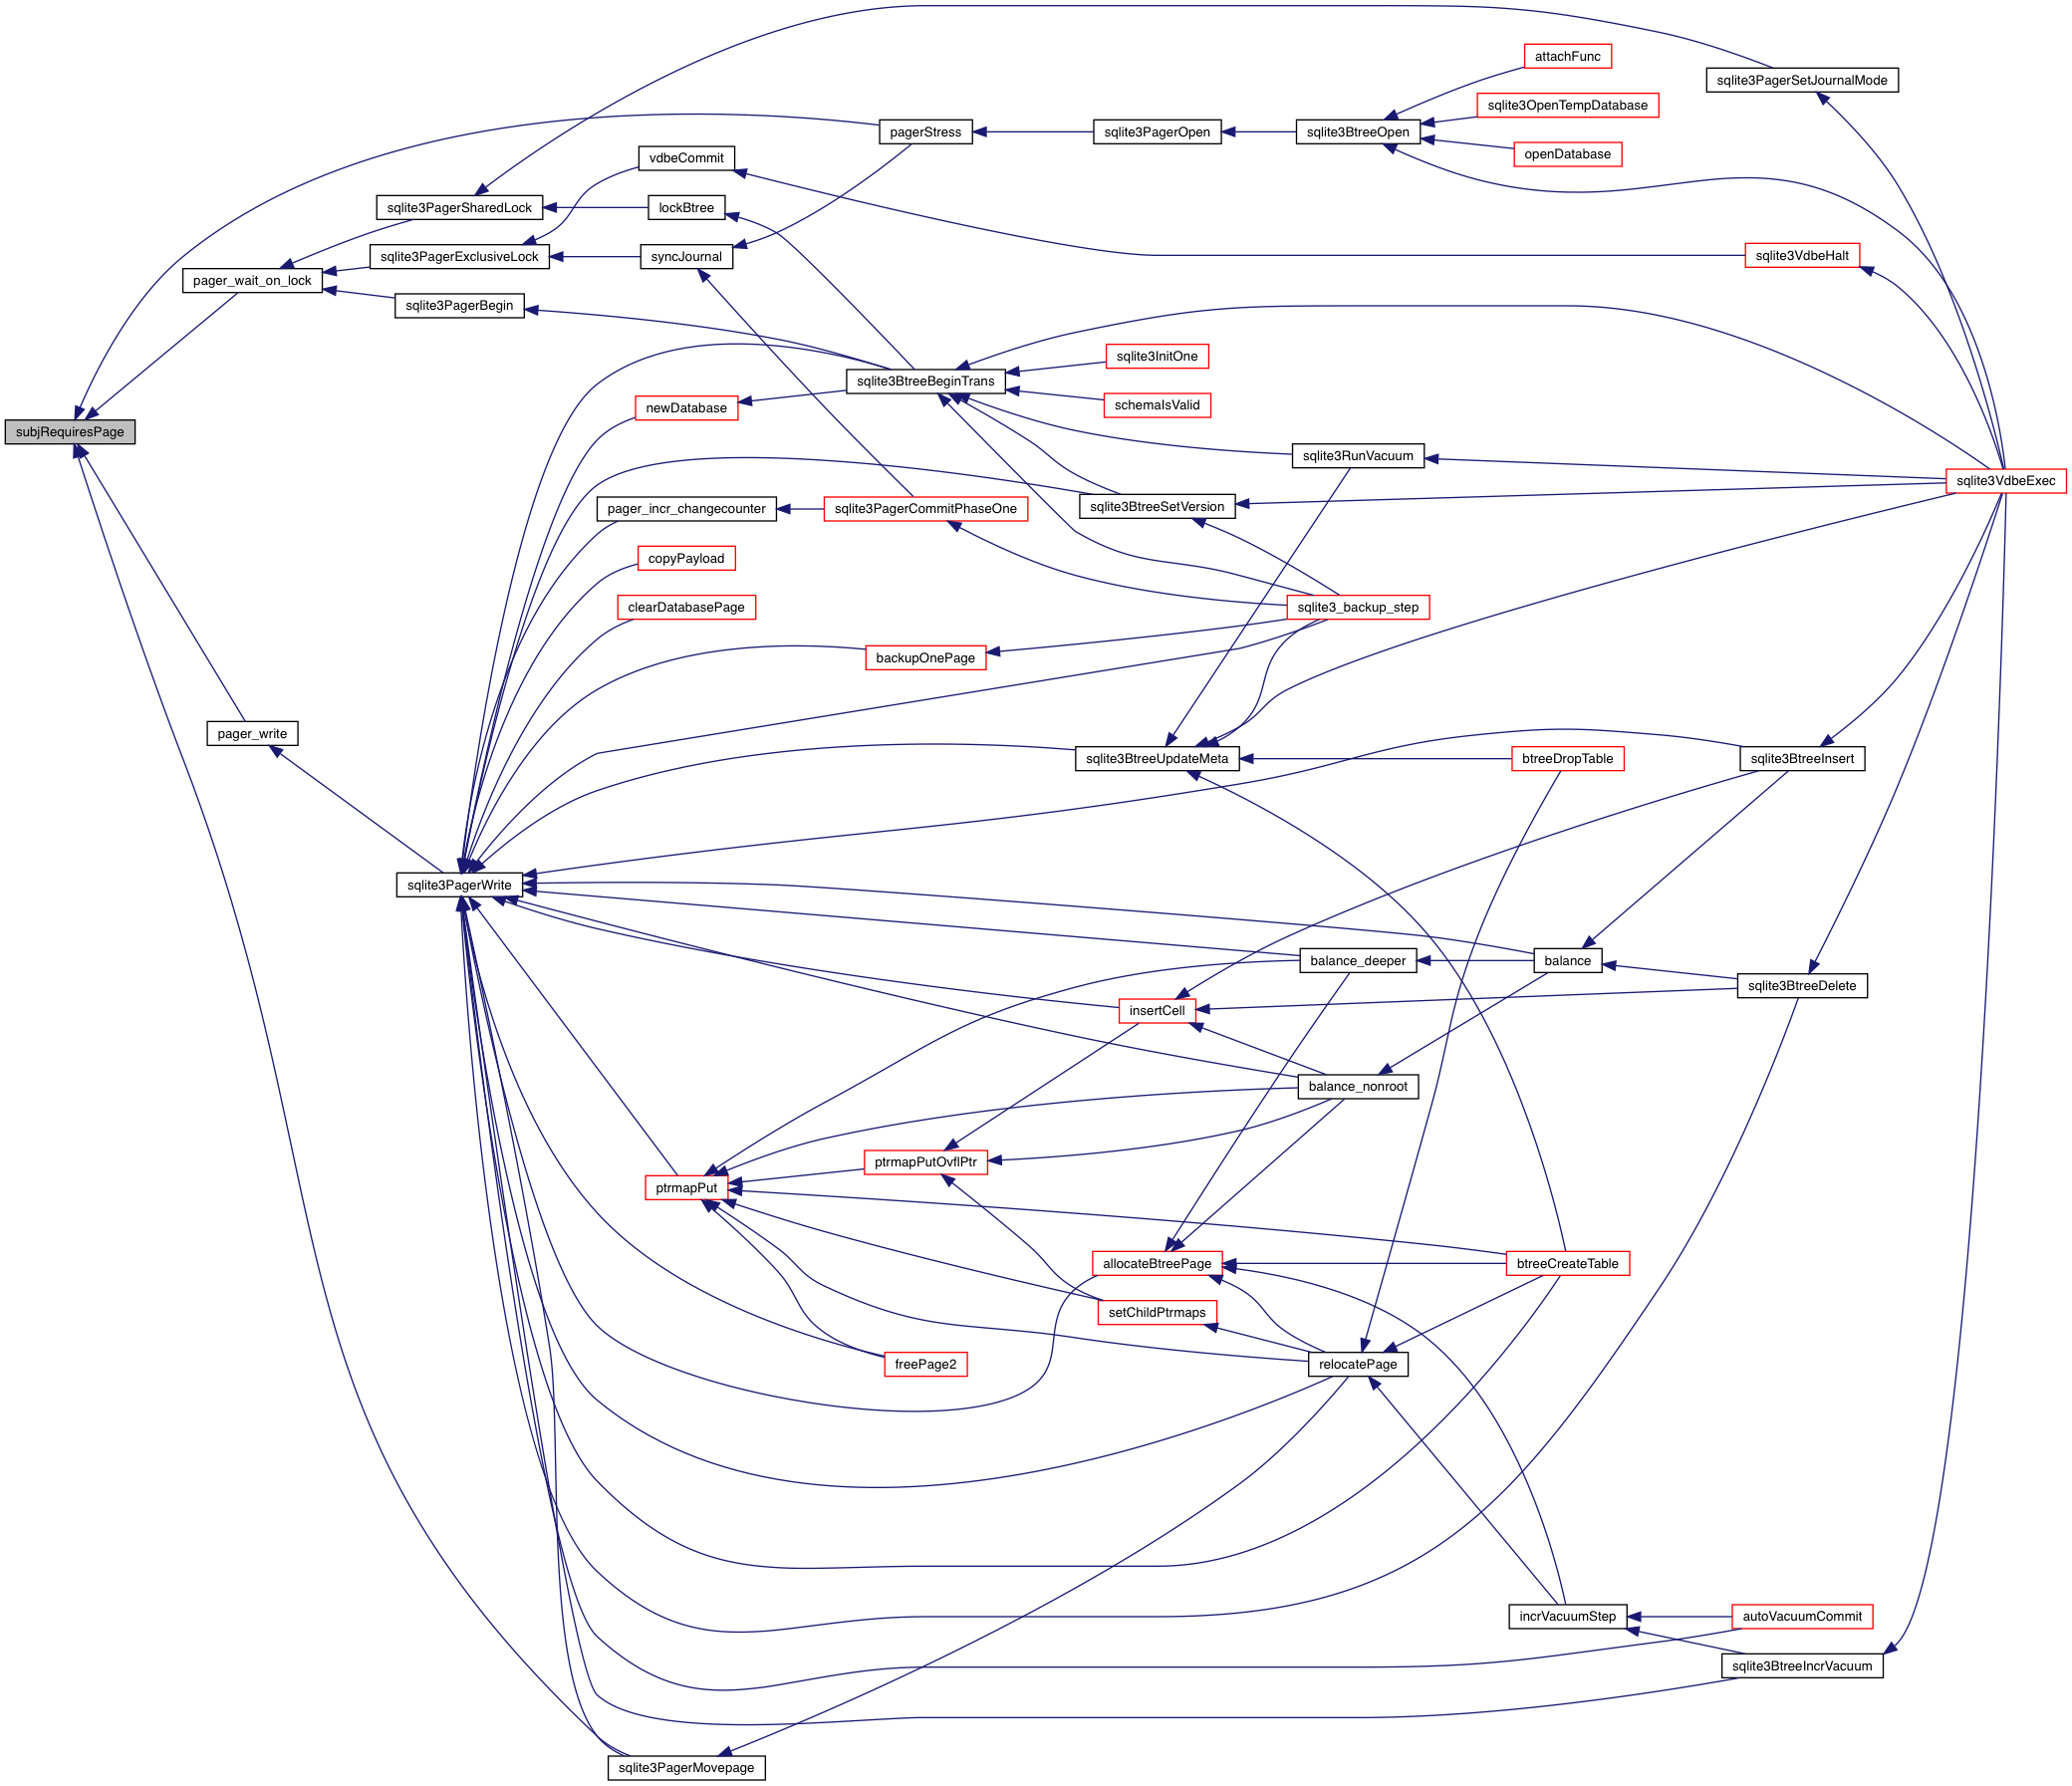 attachFunc
sqlite3PagerSetJournalMode
sqlite3OpenTempDatabase
pagerStress
sqlite3PagerOpen
sqlite3BtreeOpen
openDatabase
vdbeCommit
sqlite3PagerSharedLock
lockBtree
sqlite3PagerExclusiveLock
syncJournal
sqlite3VdbeHalt
pager_wait_on_lock
sqlite3PagerBegin
sqlite3InitOne
sqlite3BtreeBeginTrans
newDatabase
schemaIsValid
subjRequiresPage
sqlite3RunVacuum
sqlite3VdbeExec
pager_incr_changecounter
sqlite3PagerCommitPhaseOne
sqlite3BtreeSetVersion
copyPayload
clearDatabasePage
sqlite3_backup_step
backupOnePage
pager_write
sqlite3BtreeUpdateMeta
btreeDropTable
sqlite3BtreeInsert
sqlite3PagerWrite
balance_deeper
balance
sqlite3BtreeDelete
insertCell
balance_nonroot
ptrmapPutOvflPtr
ptrmapPut
allocateBtreePage
btreeCreateTable
setChildPtrmaps
freePage2
relocatePage
incrVacuumStep
autoVacuumCommit
sqlite3BtreeIncrVacuum
sqlite3PagerMovepage